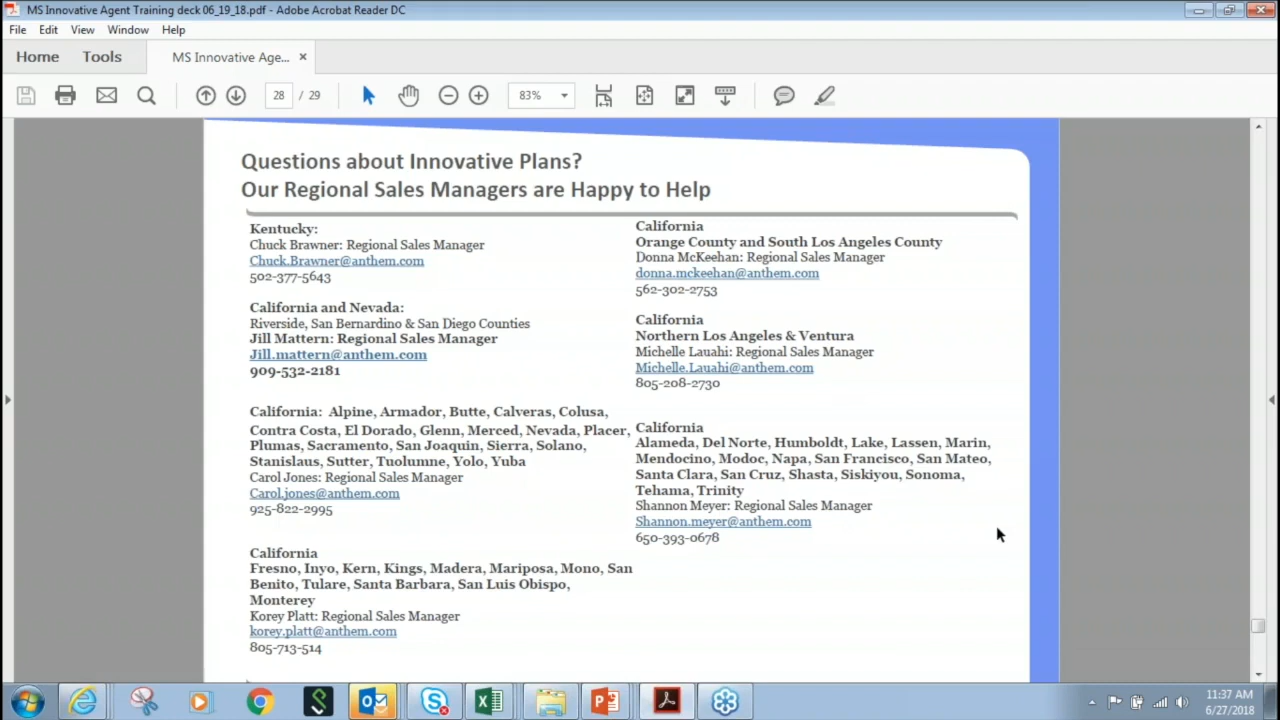 MS Innovative Agent Training deck 06_19_18.pdf - Adobe Acrobat Reader DC
File Edit View Window Help
Home Tools MS Innovative Age... ×
28 / 29 83%
Questions about Innovative Plans?
Our Regional Sales Managers are Happy to Help
Kentucky:
Chuck Brawner: Regional Sales Manager
Chuck.Brawner@anthem.com
502-377-5643
California and Nevada:
Riverside, San Bernardino & San Diego Counties
Jill Mattern: Regional Sales Manager
Jill.mattern@anthem.com
909-532-2181
California: Alpine, Armador, Butte, Calveras, Colusa,
Contra Costa, El Dorado, Glenn, Merced, Nevada, Placer,
Plumas, Sacramento, San Joaquin, Sierra, Solano,
Stanislaus, Sutter, Tuolumne, Yolo, Yuba
Carol Jones: Regional Sales Manager
Carol.jones@anthem.com
925-822-2995
California
Fresno, Inyo, Kern, Kings, Madera, Mariposa, Mono, San
Benito, Tulare, Santa Barbara, San Luis Obispo,
Monterey
Korey Platt: Regional Sales Manager
korey.platt@anthem.com
805-713-514
California
Orange County and South Los Angeles County
Donna McKeehan: Regional Sales Manager
donna.mckeehan@anthem.com
562-302-2753
California
Northern Los Angeles & Ventura
Michelle Lauahi: Regional Sales Manager
Michelle.Lauahi@anthem.com
805-208-2730
California
Alameda, Del Norte, Humboldt, Lake, Lassen, Marin,
Mendocino, Modoc, Napa, San Francisco, San Mateo,
Santa Clara, San Cruz, Shasta, Siskiyou, Sonoma,
Tehama, Trinity
Shannon Meyer: Regional Sales Manager
Shannon.meyer@anthem.com
650-393-0678
11:37 AM
6/27/2018